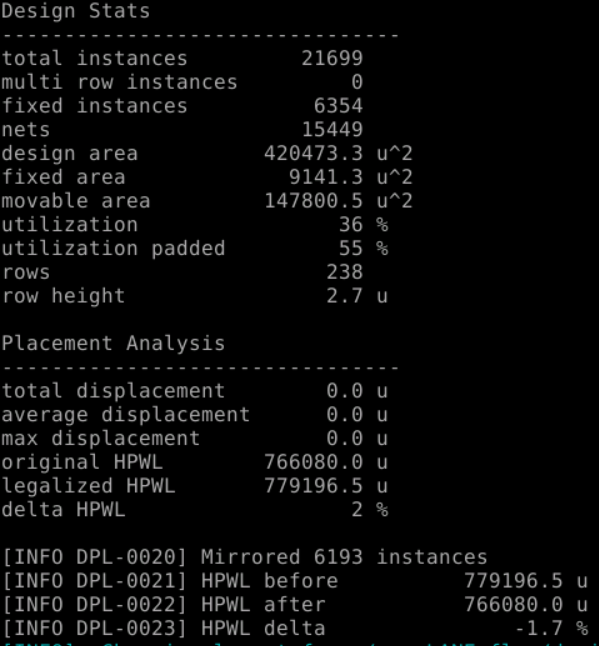 Design Stats
--------------------------------
total instances 21699
multi row instances 0
fixed instances 6354
nets 15449
design area 420473.3 u^2
fixed area 9141.3 u^2
movable area 147800.5 u^2
utilization 36 %
utilization padded 55 %
rows 238
row height 2.7 u
Placement Analysis
--------------------------------
total displacement 0.0 u
average displacement 0.0 u
max displacement 0.0 u
original HPWL 766080.0 u
legalized HPWL 779196.5 u
delta HPWL 2 %
[INFO DPL-0020] Mirrored 6193 instances
[INFO DPL-0021] HPWL before 779196.5 u
[INFO DPL-0022] HPWL after 766080.0 u
[INFO DPL-0023] HPWL delta -1.7 %